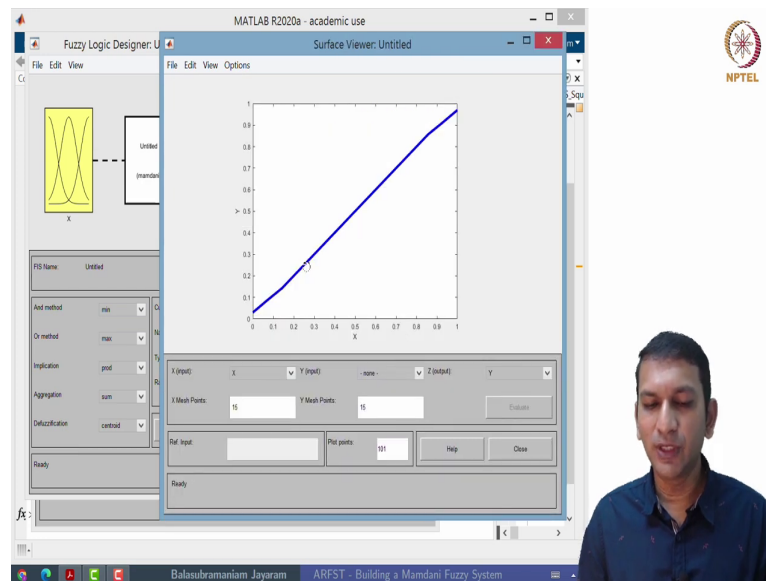 MATLAB R2020a - academic use
Fuzzy Logic Designer: U
Surface Viewer: Untitled
File Edit View
File Edit View Options
NPTEL
5_Squ
Untitled
(mamdani
X
1
0.9
0.8
0.7
0.6
Y 0.5
0.4
0.3
0.2
0.1
0
0 0.1 0.2 0.3 0.4 0.5 0.6 0.7 0.8 0.9 1
X
FIS Name: Untitled
And method min
Or method max
Implication prod
Aggregation sum
Defuzzification centroid
Ready
X (input): X Y (input): - none - Z (output): Y
X Mesh Points: 15 Y Mesh Points: 15 Evaluate
Ref. Input: Plot points: 101 Help Close
Ready
fx >
Balasubramaniam Jayaram ARFST - Building a Mamdani Fuzzy System